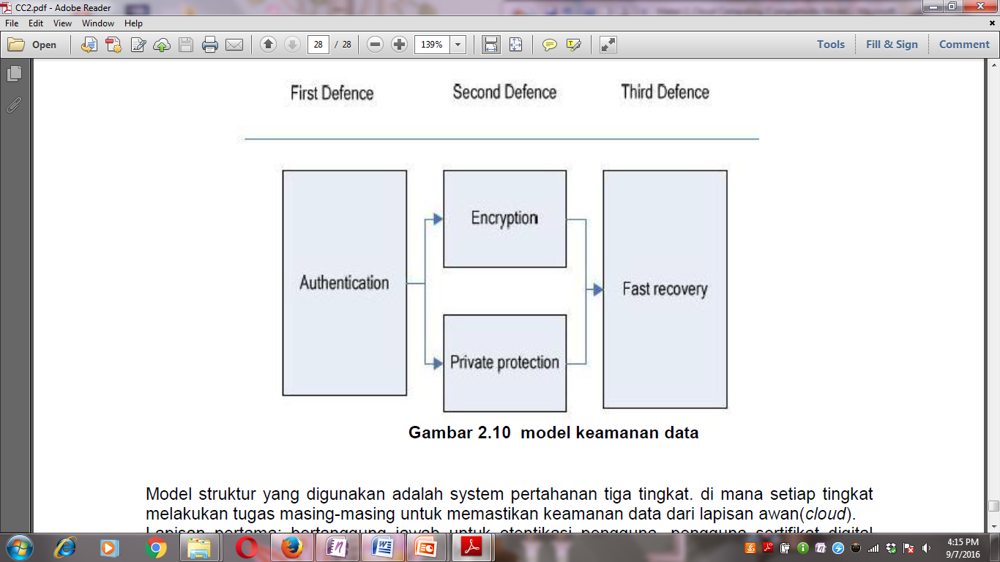 CC2.pdf - Adobe Reader
File Edit View Window Help
Open 28 / 28 139% Tools Fill & Sign Comment
First Defence Second Defence Third Defence
Encryption
Authentication
Fast recovery
Private protection
Gambar 2.10 model keamanan data
Model struktur yang digunakan adalah system pertahanan tiga tingkat. di mana setiap tingkat
melakukan tugas masing-masing untuk memastikan keamanan data dari lapisan awan(cloud).
Lapisan pertama: bertanggung jawab untuk otentikasi pengguna, pengguna sertifikat digital
4:15 PM
9/7/2016